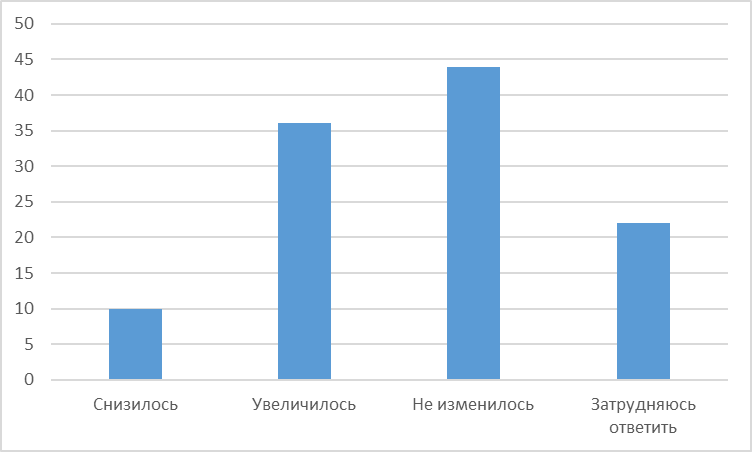 50
45
40
35
30
25
20
15
10
5
0
Снизилось
Увеличилось
Не изменилось
Затрудняюсь
ответить